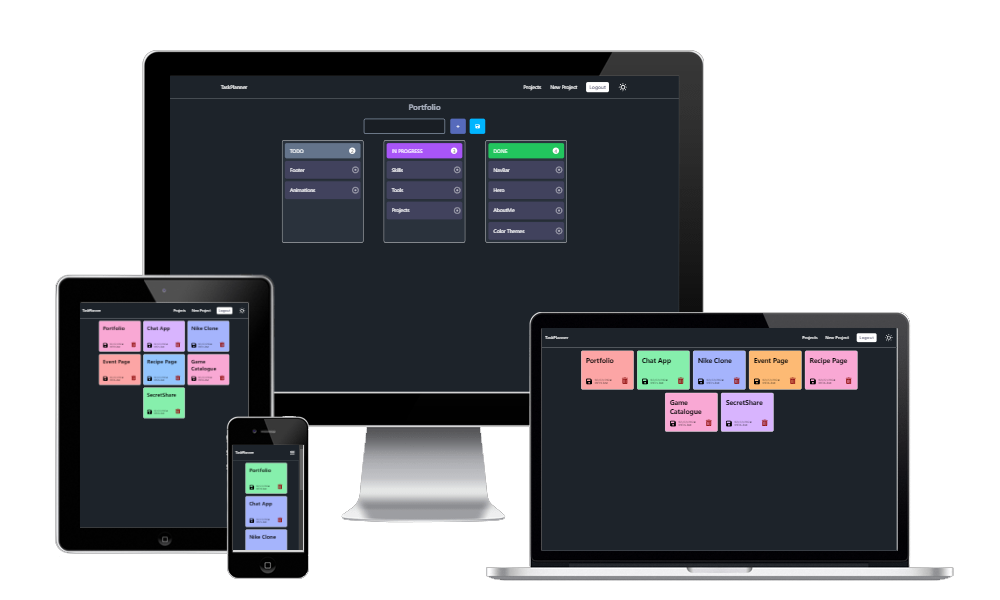 TaskPlanner Projects New Project Logout
Portfolio
TODO 2
Footer
Animations
IN PROGRESS 3
Skills
Tools
Projects
DONE 4
NavBar
Hero
AboutMe
Color Themes
TaskPlanner Projects New Project Logout
Portfolio Chat App Nike Clone
Event Page Recipe Page Game
Catalogue
SecretShare
TaskPlanner
Portfolio
Chat App
Nike Clone
TaskPlanner Projects New Project Logout
Portfolio Chat App Nike Clone Event Page Recipe Page
Game
Catalogue
SecretShare